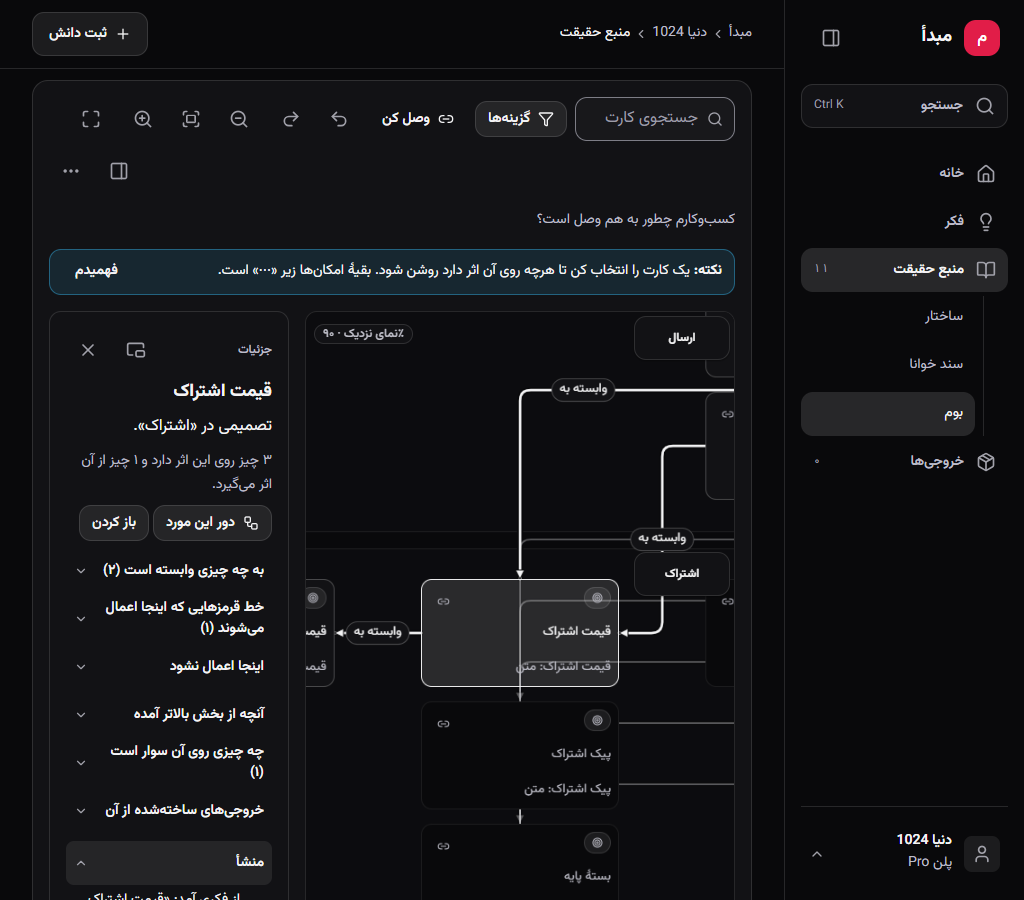 م
مبدأ
جستجو
Ctrl K
خانه
فکر
منبع حقیقت
۱۱
ساختار
سند خوانا
بوم
خروجی‌ها
۰
دنیا 1024
پلن Pro
مبدأ
دنیا 1024
منبع حقیقت
ثبت دانش
جستجوی کارت
گزینه‌ها
وصل کن
کسب‌وکارم چطور به هم وصل است؟
نکته: یک کارت را انتخاب کن تا هرچه روی آن اثر دارد روشن شود. بقیهٔ امکان‌ها زیر «···» است.
فهمیدم
ارسال
نمای نزدیک · ۹۰٪
وابسته به
وابسته به
اشتراک
قیمت اشتراک
قیمت اشتراک: متن
وابسته به
پیک اشتراک
پیک اشتراک: متن
بستهٔ پایه
جزئیات
قیمت اشتراک
تصمیمی در «اشتراک».
۳ چیز روی این اثر دارد و ۱ چیز از آن
اثر می‌گیرد.
دور این مورد
باز کردن
به چه چیزی وابسته است (۲)
خط قرمزهایی که اینجا اعمال
می‌شوند (۱)
اینجا اعمال نشود
آنچه از بخش بالاتر آمده
چه چیزی روی آن سوار است
(۱)
خروجی‌های ساخته‌شده از آن
منشأ
از فکری آمد: «قیمت اشتراک